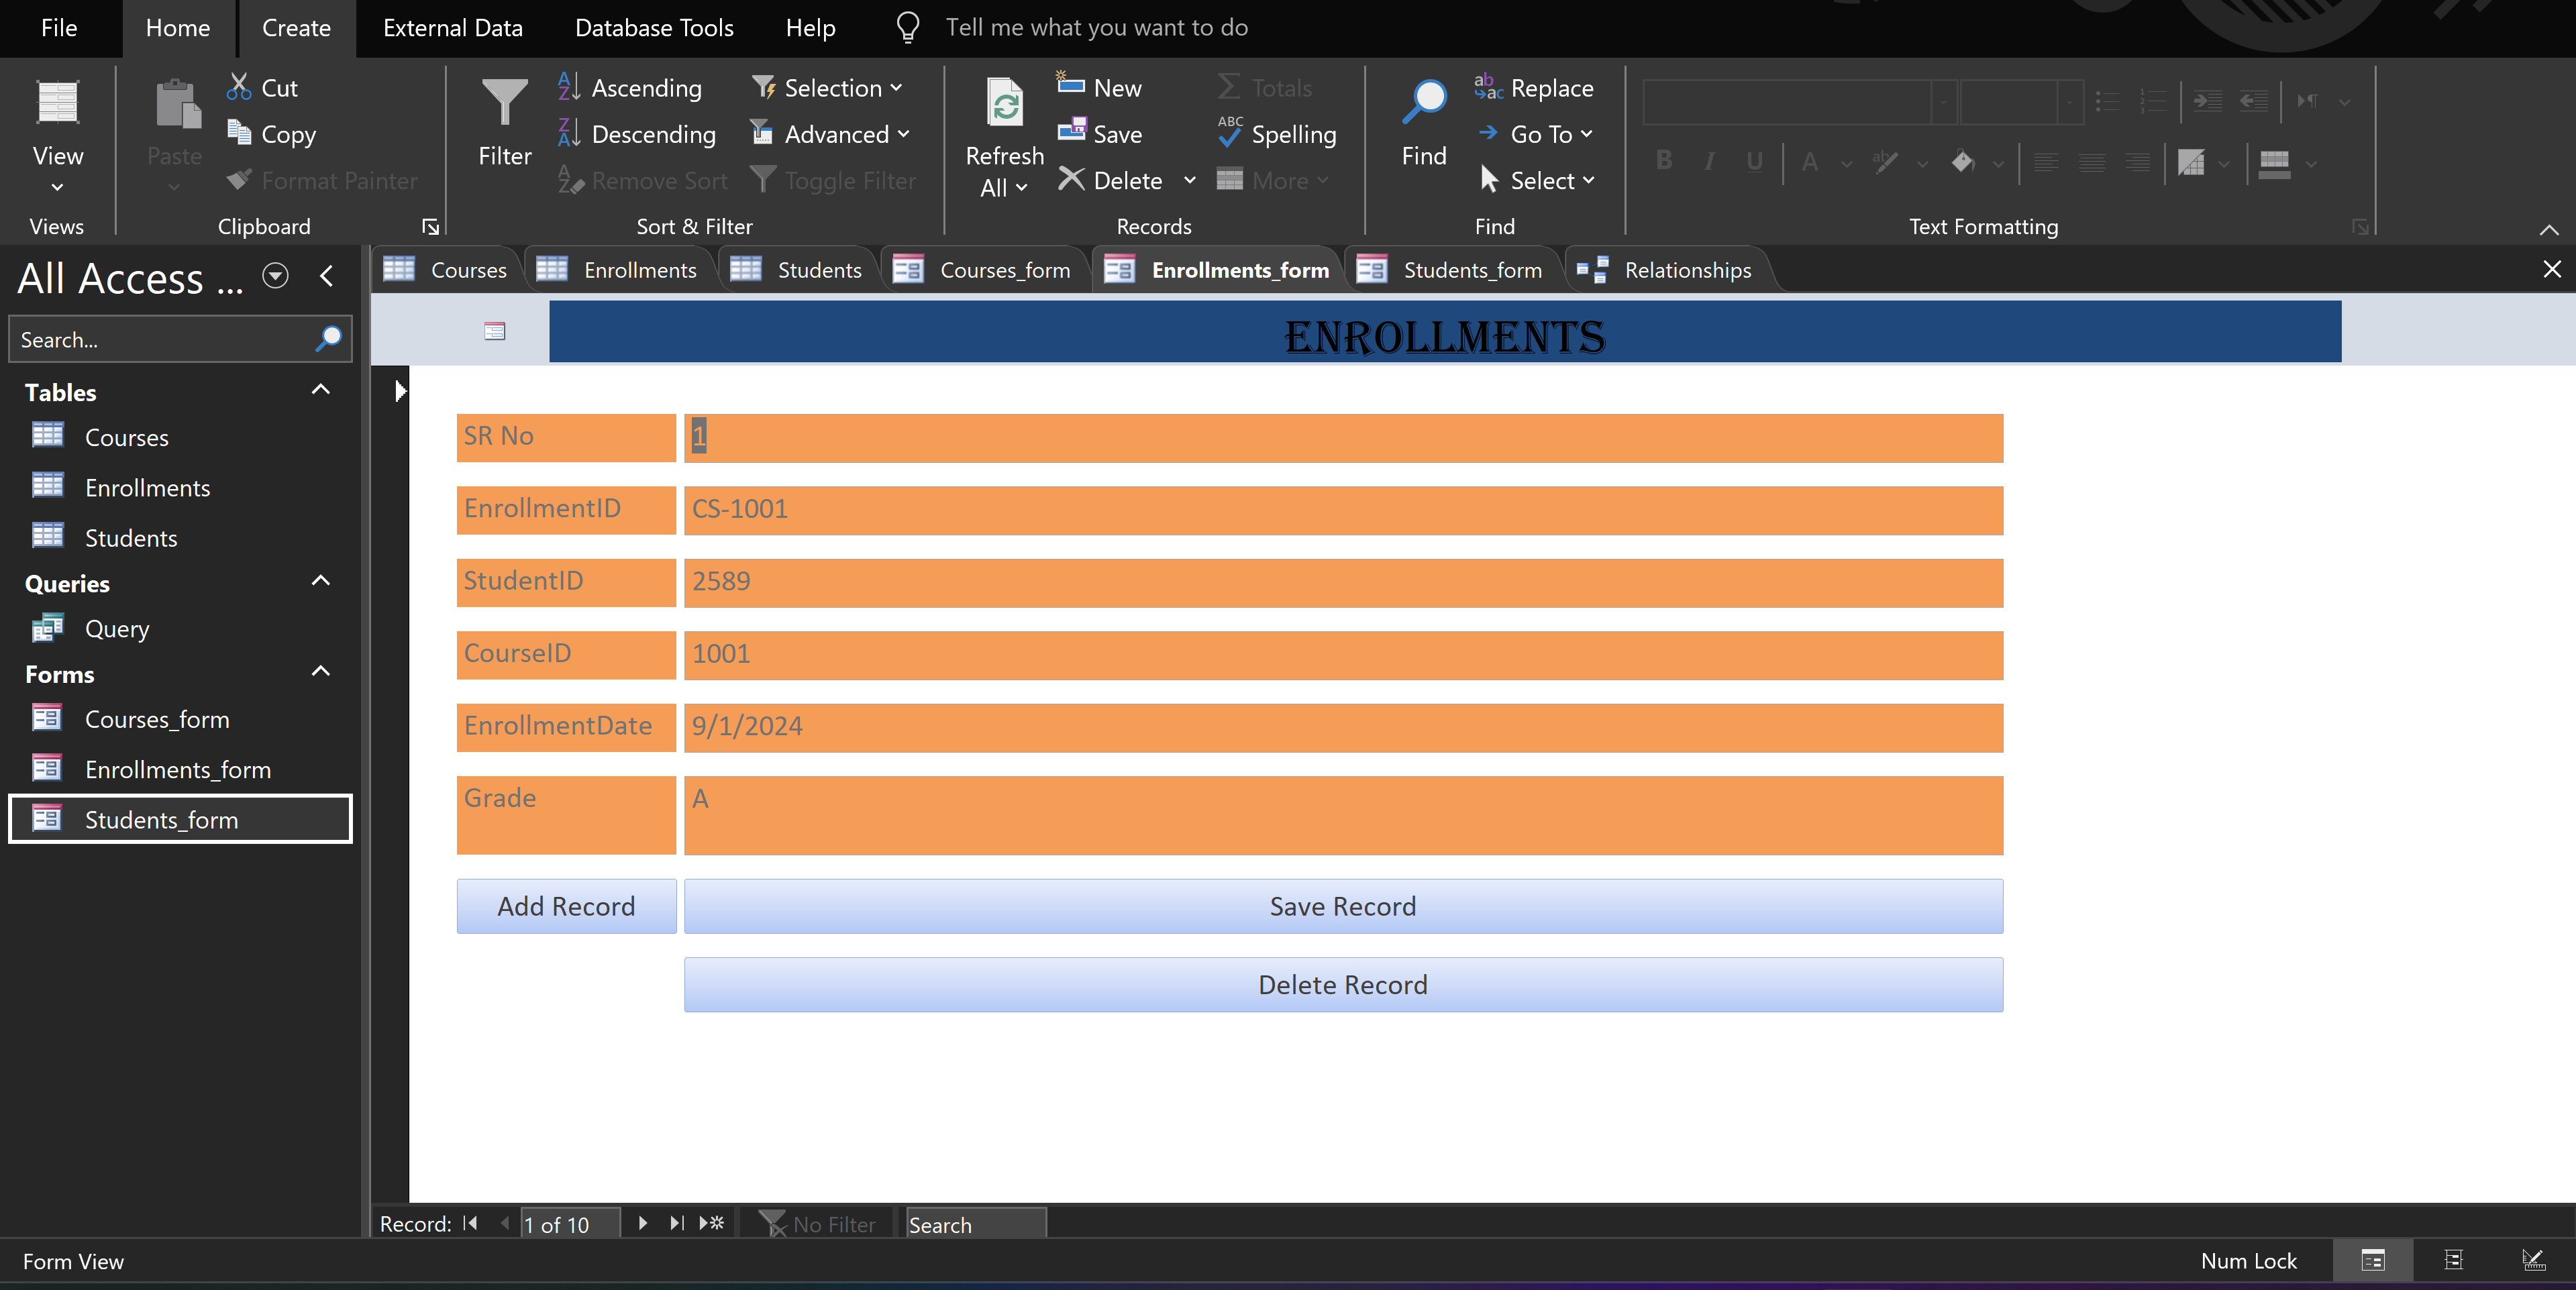 File Home Create External Data Database Tools Help Tell me what you want to do
View
Views
Paste
Cut
Copy
Format Painter
Clipboard
Filter
Ascending
Descending
Remove Sort
Selection
Advanced
Toggle Filter
Sort & Filter
Refresh
All
New
Save
Delete
Totals
Spelling
More
Records
Find
Replace
Go To
Select
Find
B I U A
Text Formatting
All Access ...
Search...
Tables
Courses
Enrollments
Students
Queries
Query
Forms
Courses_form
Enrollments_form
Students_form
Courses Enrollments Students Courses_form Enrollments_form Students_form Relationships
ENROLLMENTS
SR No 1
EnrollmentID CS-1001
StudentID 2589
CourseID 1001
EnrollmentDate 9/1/2024
Grade A
Add Record Save Record
Delete Record
Record: 1 of 10 No Filter Search
Form View Num Lock